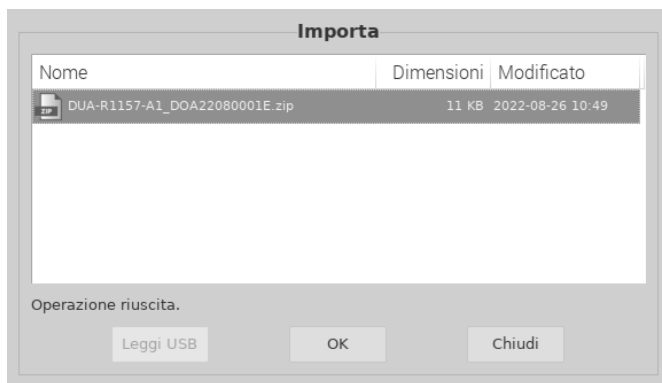 Importa
Nome Dimensioni Modificato
ZIP DUA-R1157-A1_DOA22080001E.zip 11 KB 2022-08-26 10:49
Operazione riuscita.
Leggi USB OK Chiudi